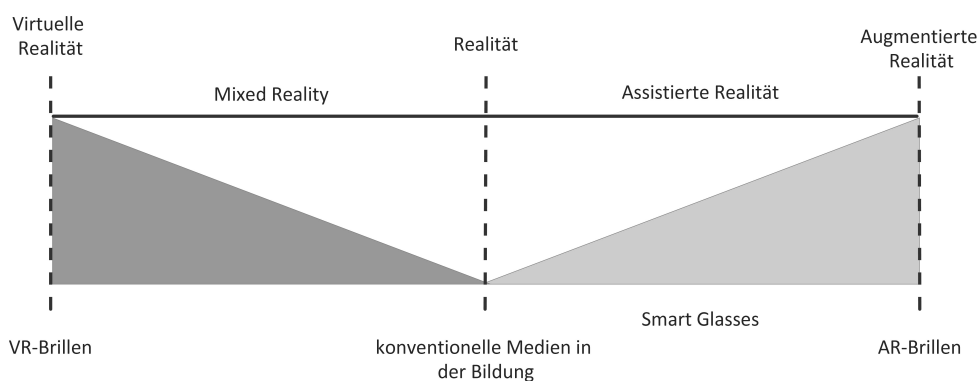 Virtuelle
Realität
Realität
Augmentierte
Realität
Mixed Reality
Assistierte Realität
Smart Glasses
VR-Brillen
konventionelle Medien in
der Bildung
AR-Brillen